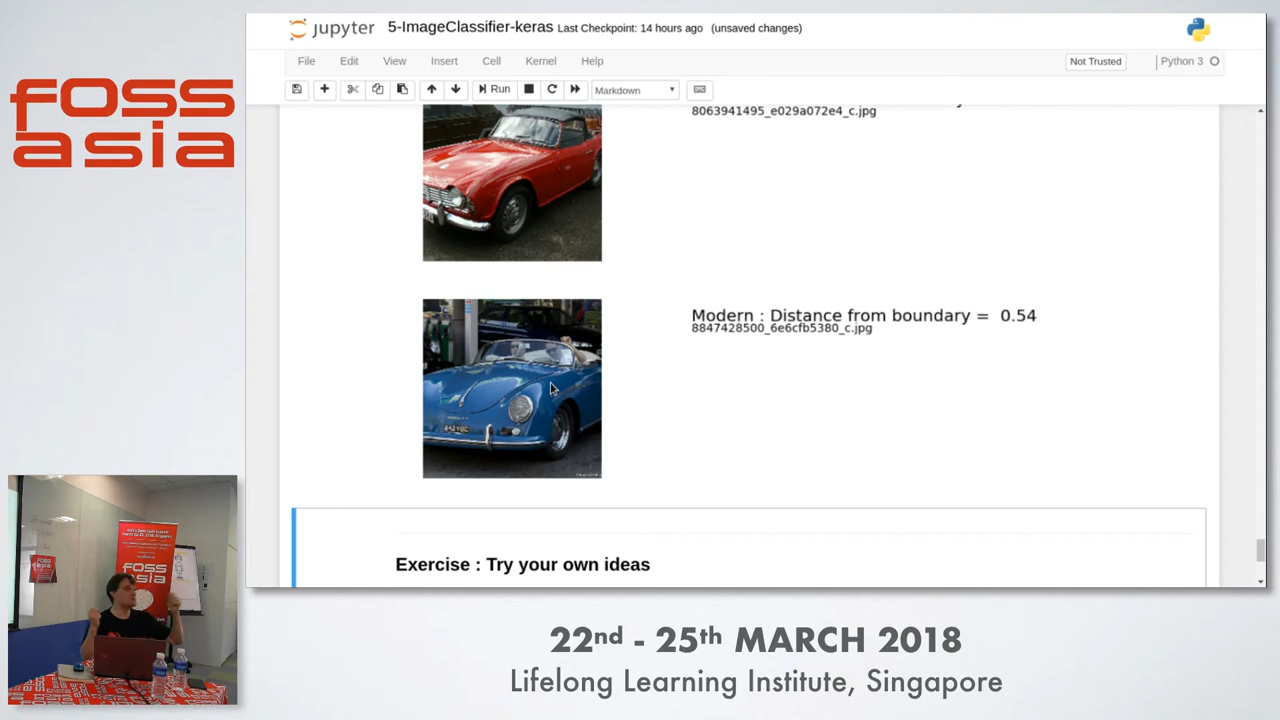 foss
asia
jupyter 5-ImageClassifier-keras Last Checkpoint: 14 hours ago (unsaved changes)
File Edit View Insert Cell Kernel Help Not Trusted Python 3
Run Markdown
8063941495_e029a072e4_c.jpg
Modern : Distance from boundary = 0.54
8847428500_6e6cfb5380_c.jpg
Exercise : Try your own ideas
foss
asia
22nd - 25th MARCH 2018
Lifelong Learning Institute, Singapore